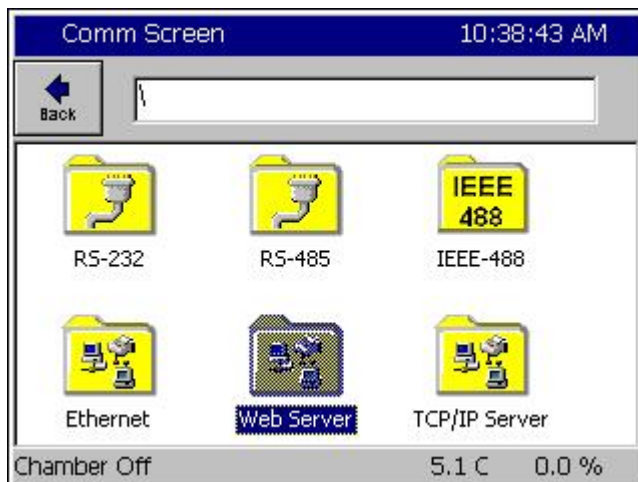 Comm Screen 10:38:43 AM
Back \
IEEE
488
RS-232 RS-485 IEEE-488
Ethernet Web Server TCP/IP Server
Chamber Off 5.1 C 0.0 %